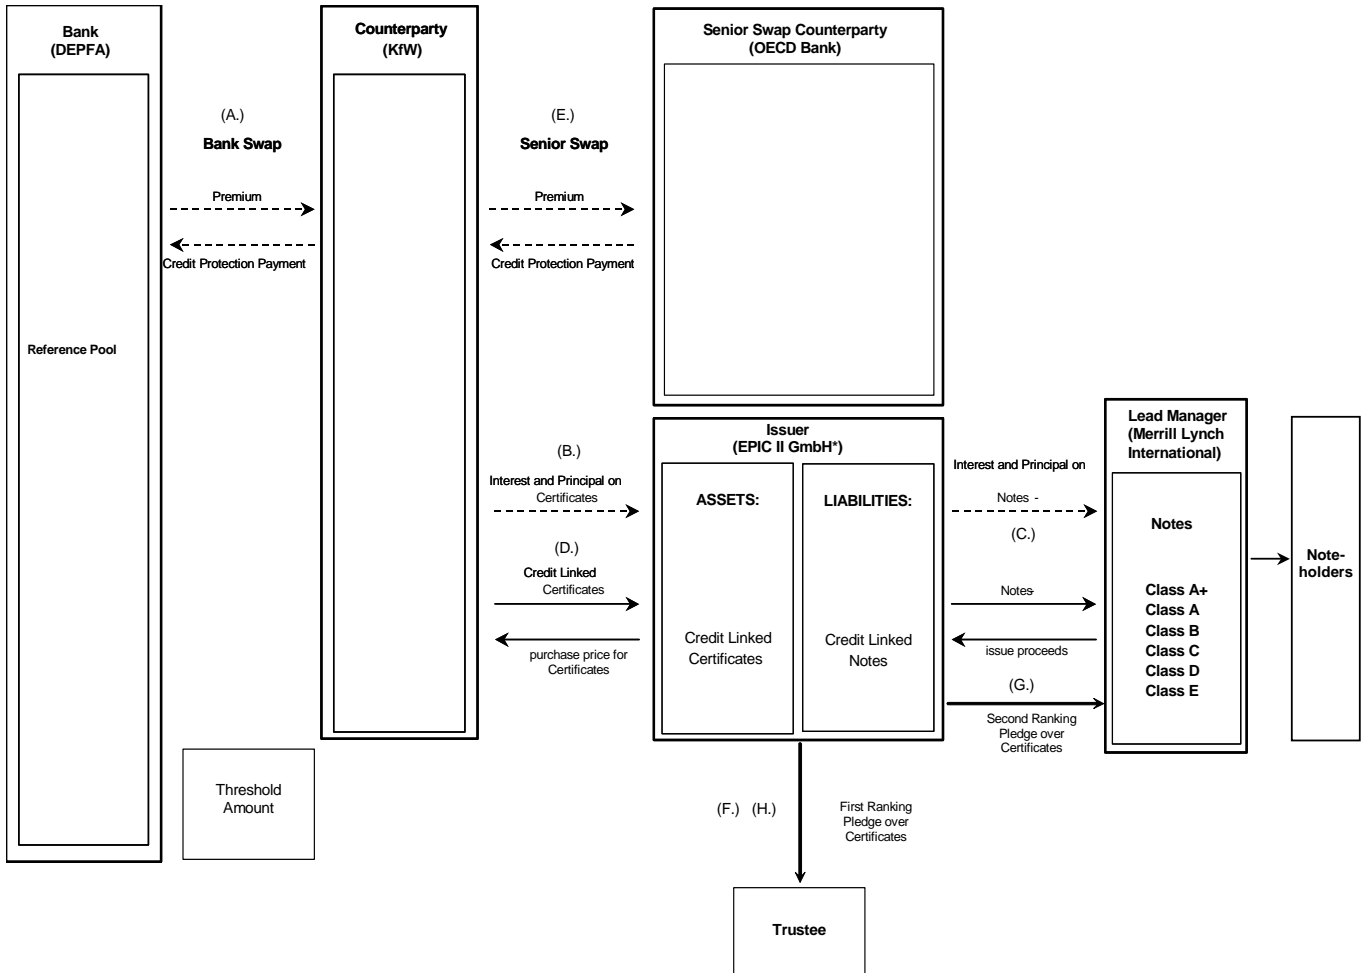 Bank
(DEPFA)
Reference Pool
(A.)
Bank Swap
Premium
Credit Protection Payment
Threshold
Amount
Counterparty
(KfW)
(E.)
Senior Swap
Premium
Credit Protection Payment
(B.)
Interest and Principal on
Certificates
(D.)
Credit Linked
Certificates
purchase price for
Certificates
Senior Swap Counterparty
(OECD Bank)
Issuer
(EPIC II GmbH*)
ASSETS:
Credit Linked
Certificates
LIABILITIES:
Credit Linked
Notes
(F.) (H.)
First Ranking
Pledge over
Certificates
Trustee
Interest and Principal on
Notes -
(C.)
Notes-
issue proceeds
(G.)
Second Ranking
Pledge over
Certificates
Lead Manager
(Merrill Lynch
International)
Notes
Class A+
Class A
Class B
Class C
Class D
Class E
Note-
holders